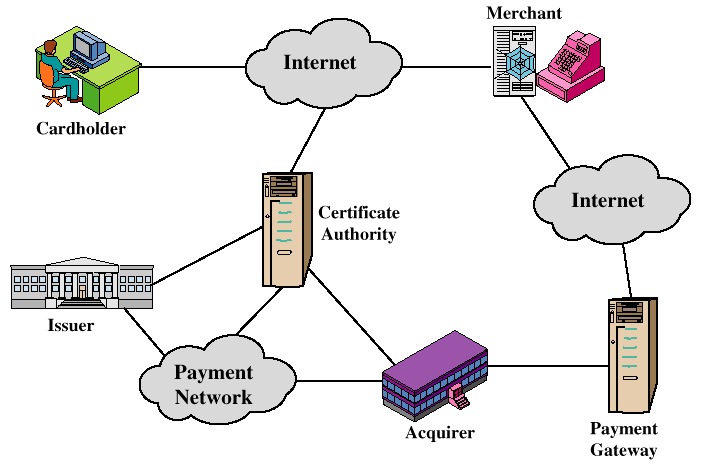 Merchant
Internet
Cardholder
Internet
Certificate
Authority
Issuer
Payment
Network
Acquirer
Payment
Gateway